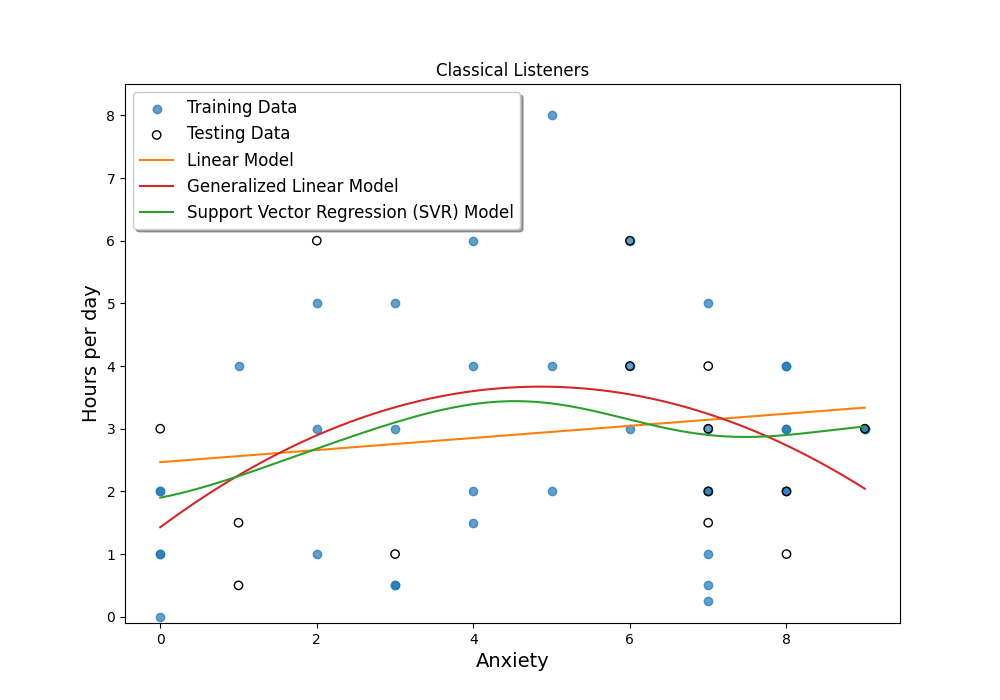 Classical Listeners
Training Data
Testing Data
Linear Model
Generalized Linear Model
Support Vector Regression (SVR) Model
Hours per day
8
7
6
5
4
3
2
1
0
0 2 4 6 8
Anxiety